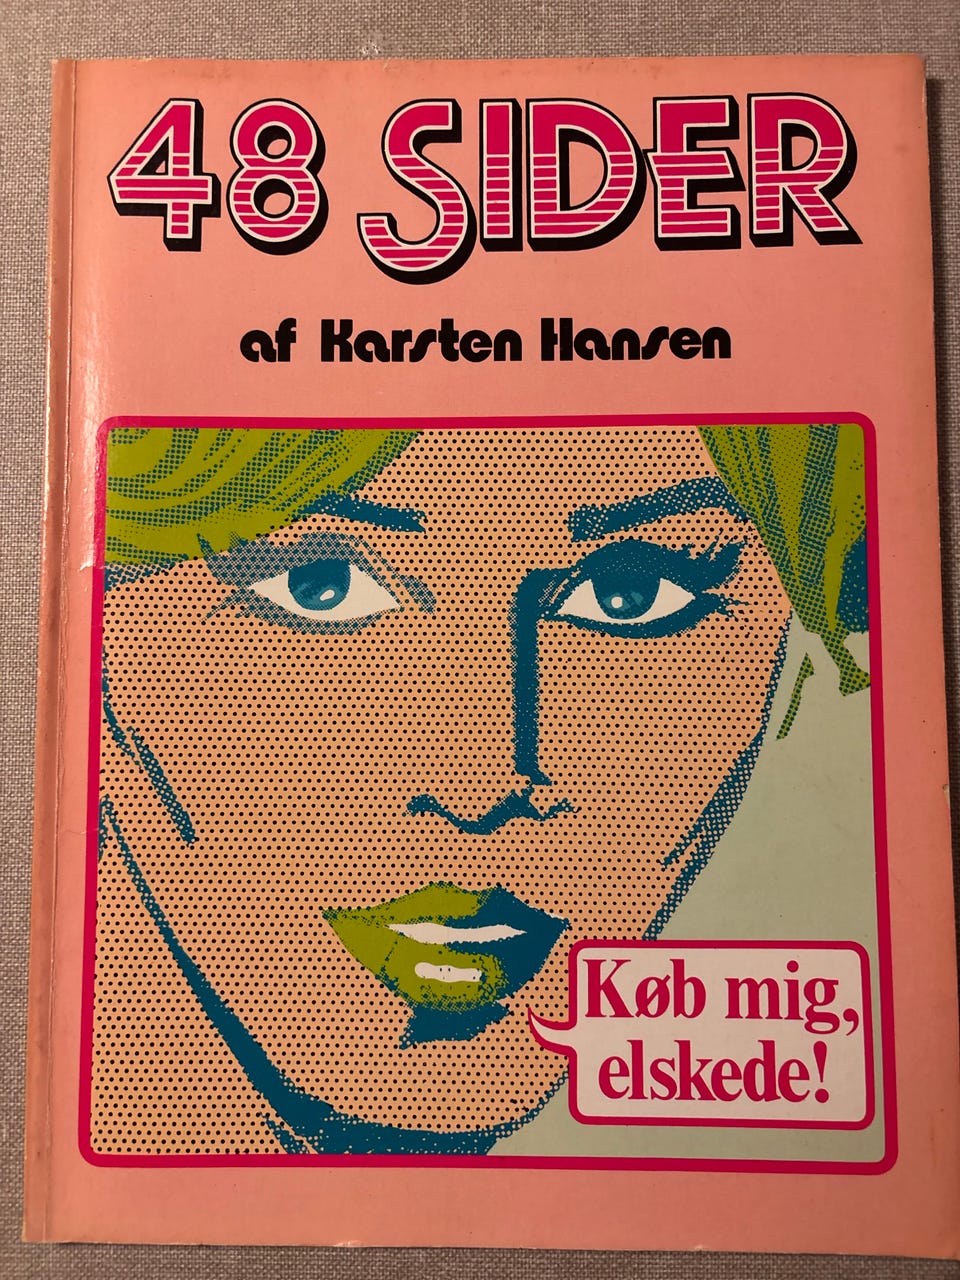 48 SIDER
af Karsten Hansen
Køb mig,
elskede!